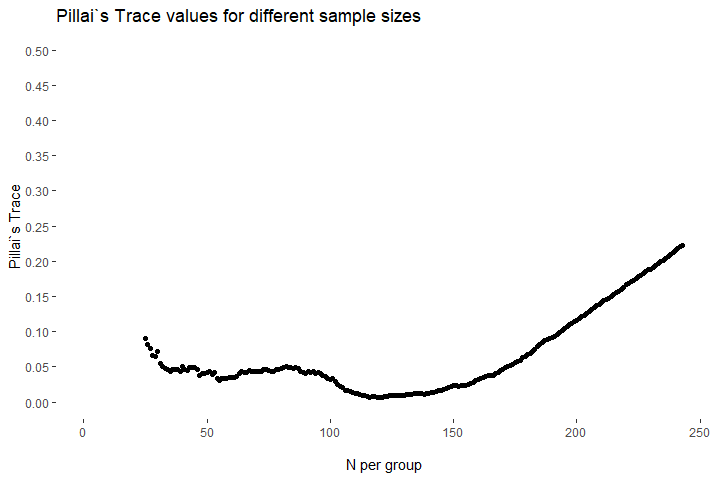 Pillai`s Trace values for different sample sizes
0.50
0.45
0.40
0.35
0.30
0.25
0.20
0.15
0.10
0.05
0.00
Pillai`s Trace
0 50 100 150 200 250
N per group